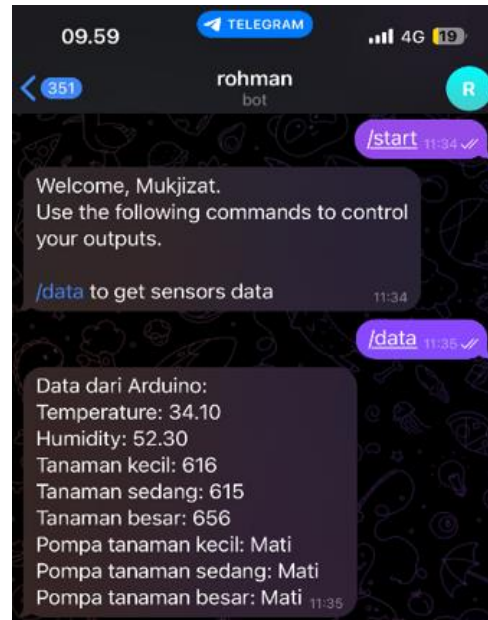 09.59
TELEGRAM
4G 19
351
rohman
R
bot
/start 11:34
Welcome, Mukjizat.
Use the following commands to control
your outputs.
/data to get sensors data
11:34
/data 11:35
Data dari Arduino:
Temperature: 34.10
Humidity: 52.30
Tanaman kecil: 616
Tanaman sedang: 615
Tanaman besar: 656
Pompa tanaman kecil: Mati
Pompa tanaman sedang: Mati
Pompa tanaman besar: Mati 11:35